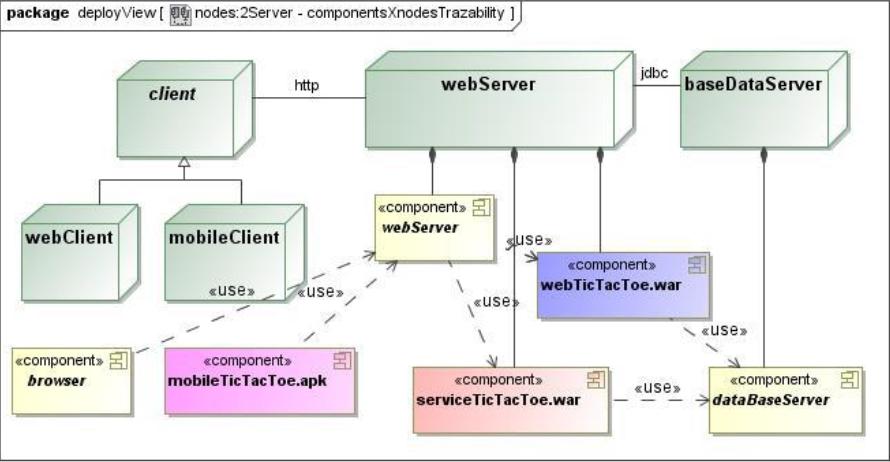 package deployView [ nodes:2Server - componentsXnodesTrazability ]
client
http
webServer
jdbc
baseDataServer
webClient
mobileClient
«component»
webServer
«use»
«component»
webTicTacToe.war
«use»
«use»
«use»
«use»
«component»
browser
«component»
mobileTicTacToe.apk
«component»
serviceTicTacToe.war
«use»
«component»
dataBaseServer